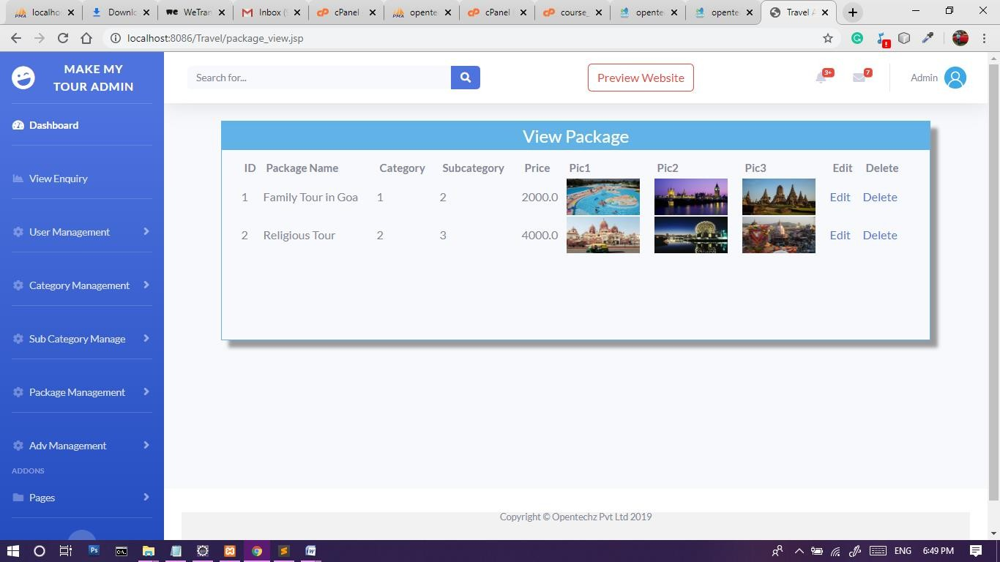 localho
Downlo
WeTran
Inbox (
cPanel
opente
cPanel
course_
opente
opente
Travel A
localhost:8086/Travel/package_view.jsp
MAKE MY
TOUR ADMIN
Search for...
Preview Website
3+
7
Admin
Dashboard
View Enquiry
User Management
Category Management
Sub Category Manage
Package Management
Adv Management
ADDONS
Pages
View Package
ID Package Name Category Subcategory Price Pic1 Pic2 Pic3 Edit Delete
1 Family Tour in Goa 1 2 2000.0 Edit Delete
2 Religious Tour 2 3 4000.0 Edit Delete
Copyright © Opentechz Pvt Ltd 2019
ENG 6:49 PM